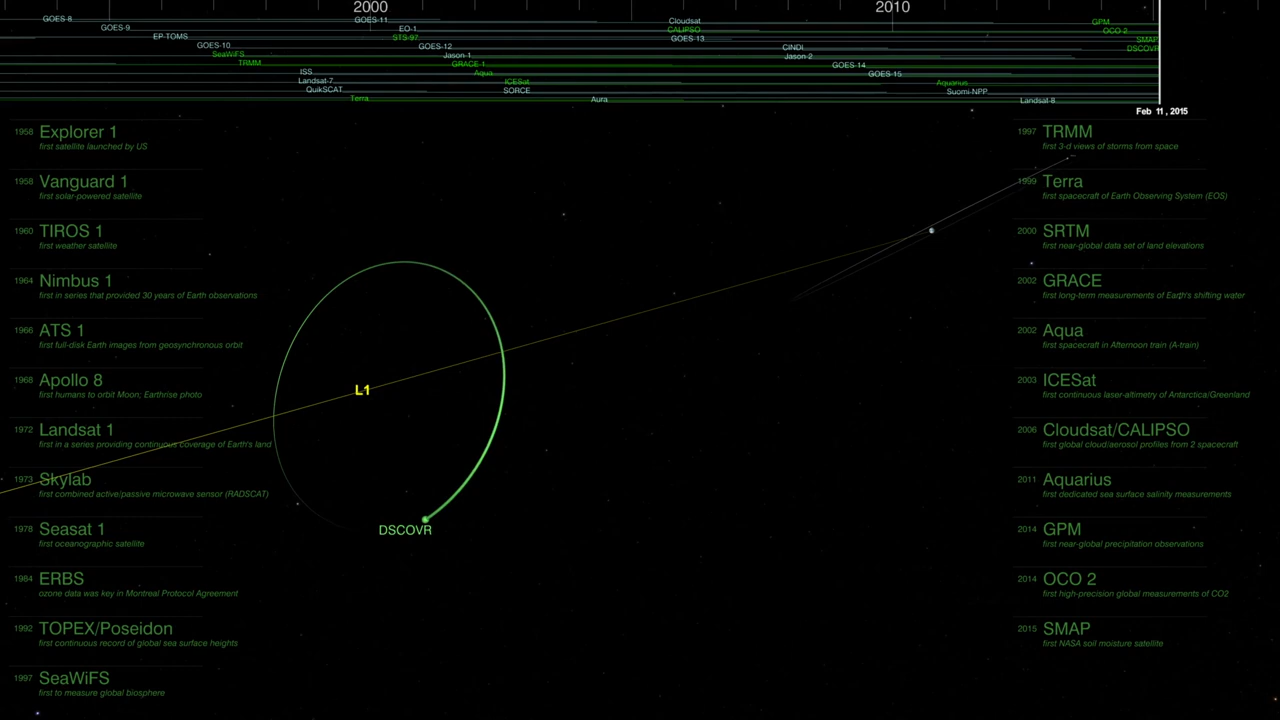 2000 2010
GOES-8 GOES-11 Cloudsat GPM
GOES-9 EO-1 CALIPSO OCO-2
EP-TOMS STS-97 GOES-13 SMAP
GOES-10 GOES-12 CINDI DSCOVR
SeaWiFS Jason-1 Jason-2
TRMM GRACE-1 GOES-14
ISS Aqua GOES-15
Landsat-7 ICESat Aquarius
QuikSCAT SORCE Suomi-NPP
Terra Aura Landsat-8
Feb 11, 2015
1958 Explorer 1
first satellite launched by US
1958 Vanguard 1
first solar-powered satellite
1960 TIROS 1
first weather satellite
1964 Nimbus 1
first in series that provided 30 years of Earth observations
1966 ATS 1
first full-disk Earth images from geosynchronous orbit
1968 Apollo 8
first humans to orbit Moon; Earthrise photo
1972 Landsat 1
first in a series providing continuous coverage of Earth's land
1973 Skylab
first combined active/passive microwave sensor (RADSCAT)
1978 Seasat 1
first oceanographic satellite
1984 ERBS
ozone data was key in Montreal Protocol Agreement
1992 TOPEX/Poseidon
first continuous record of global sea surface heights
1997 SeaWiFS
first to measure global biosphere
L1
DSCOVR
1997 TRMM
first 3-d views of storms from space
1999 Terra
first spacecraft of Earth Observing System (EOS)
2000 SRTM
first near-global data set of land elevations
2002 GRACE
first long-term measurements of Earth's shifting water
2002 Aqua
first spacecraft in Afternoon train (A-train)
2003 ICESat
first continuous laser-altimetry of Antarctica/Greenland
2006 Cloudsat/CALIPSO
first global cloud/aerosol profiles from 2 spacecraft
2011 Aquarius
first dedicated sea surface salinity measurements
2014 GPM
first near-global precipitation observations
2014 OCO 2
first high-precision global measurements of CO2
2015 SMAP
first NASA soil moisture satellite